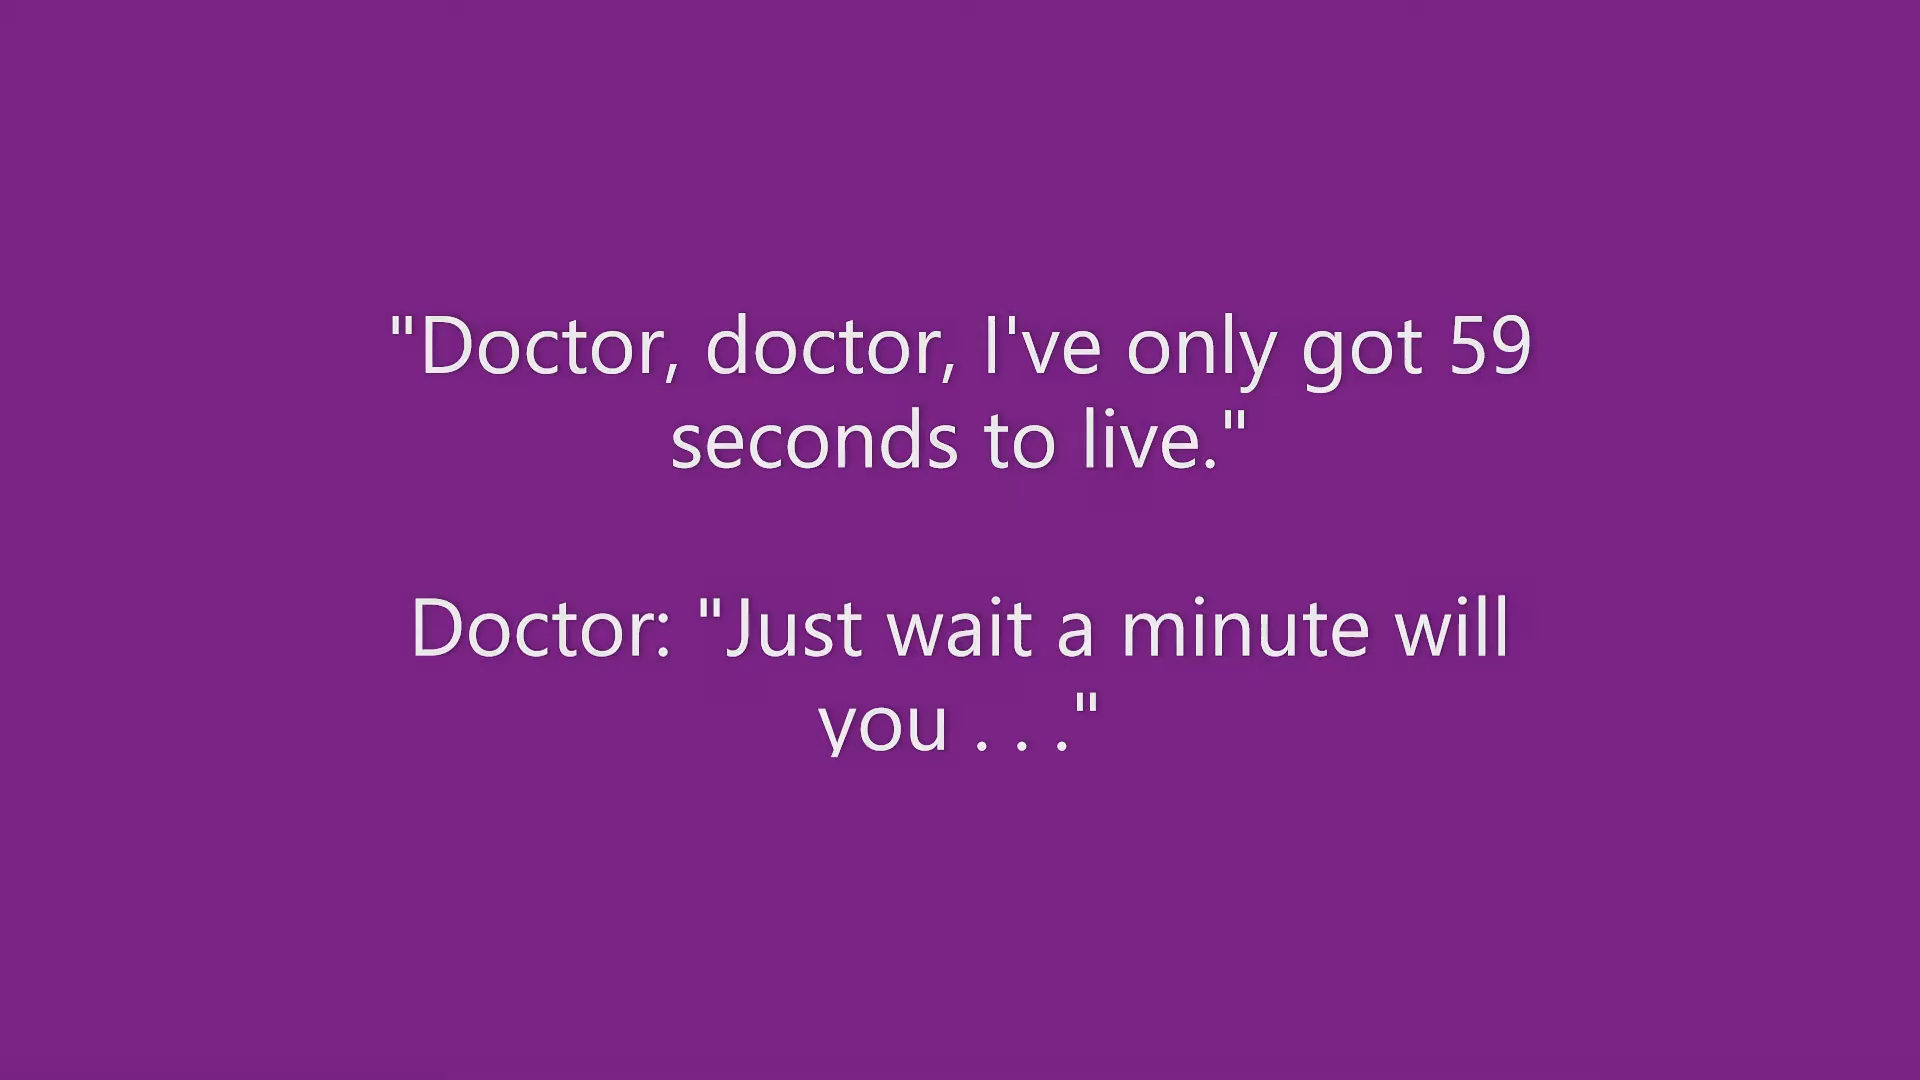 "Doctor, doctor, I've only got 59
seconds to live."
Doctor: "Just wait a minute will
you . . ."